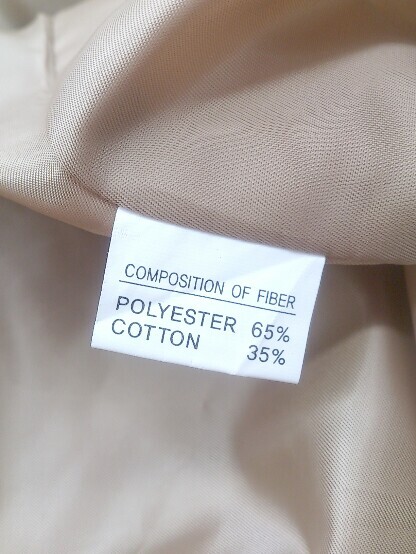 COMPOSITION OF FIBER
POLYESTER 65%
COTTON 35%